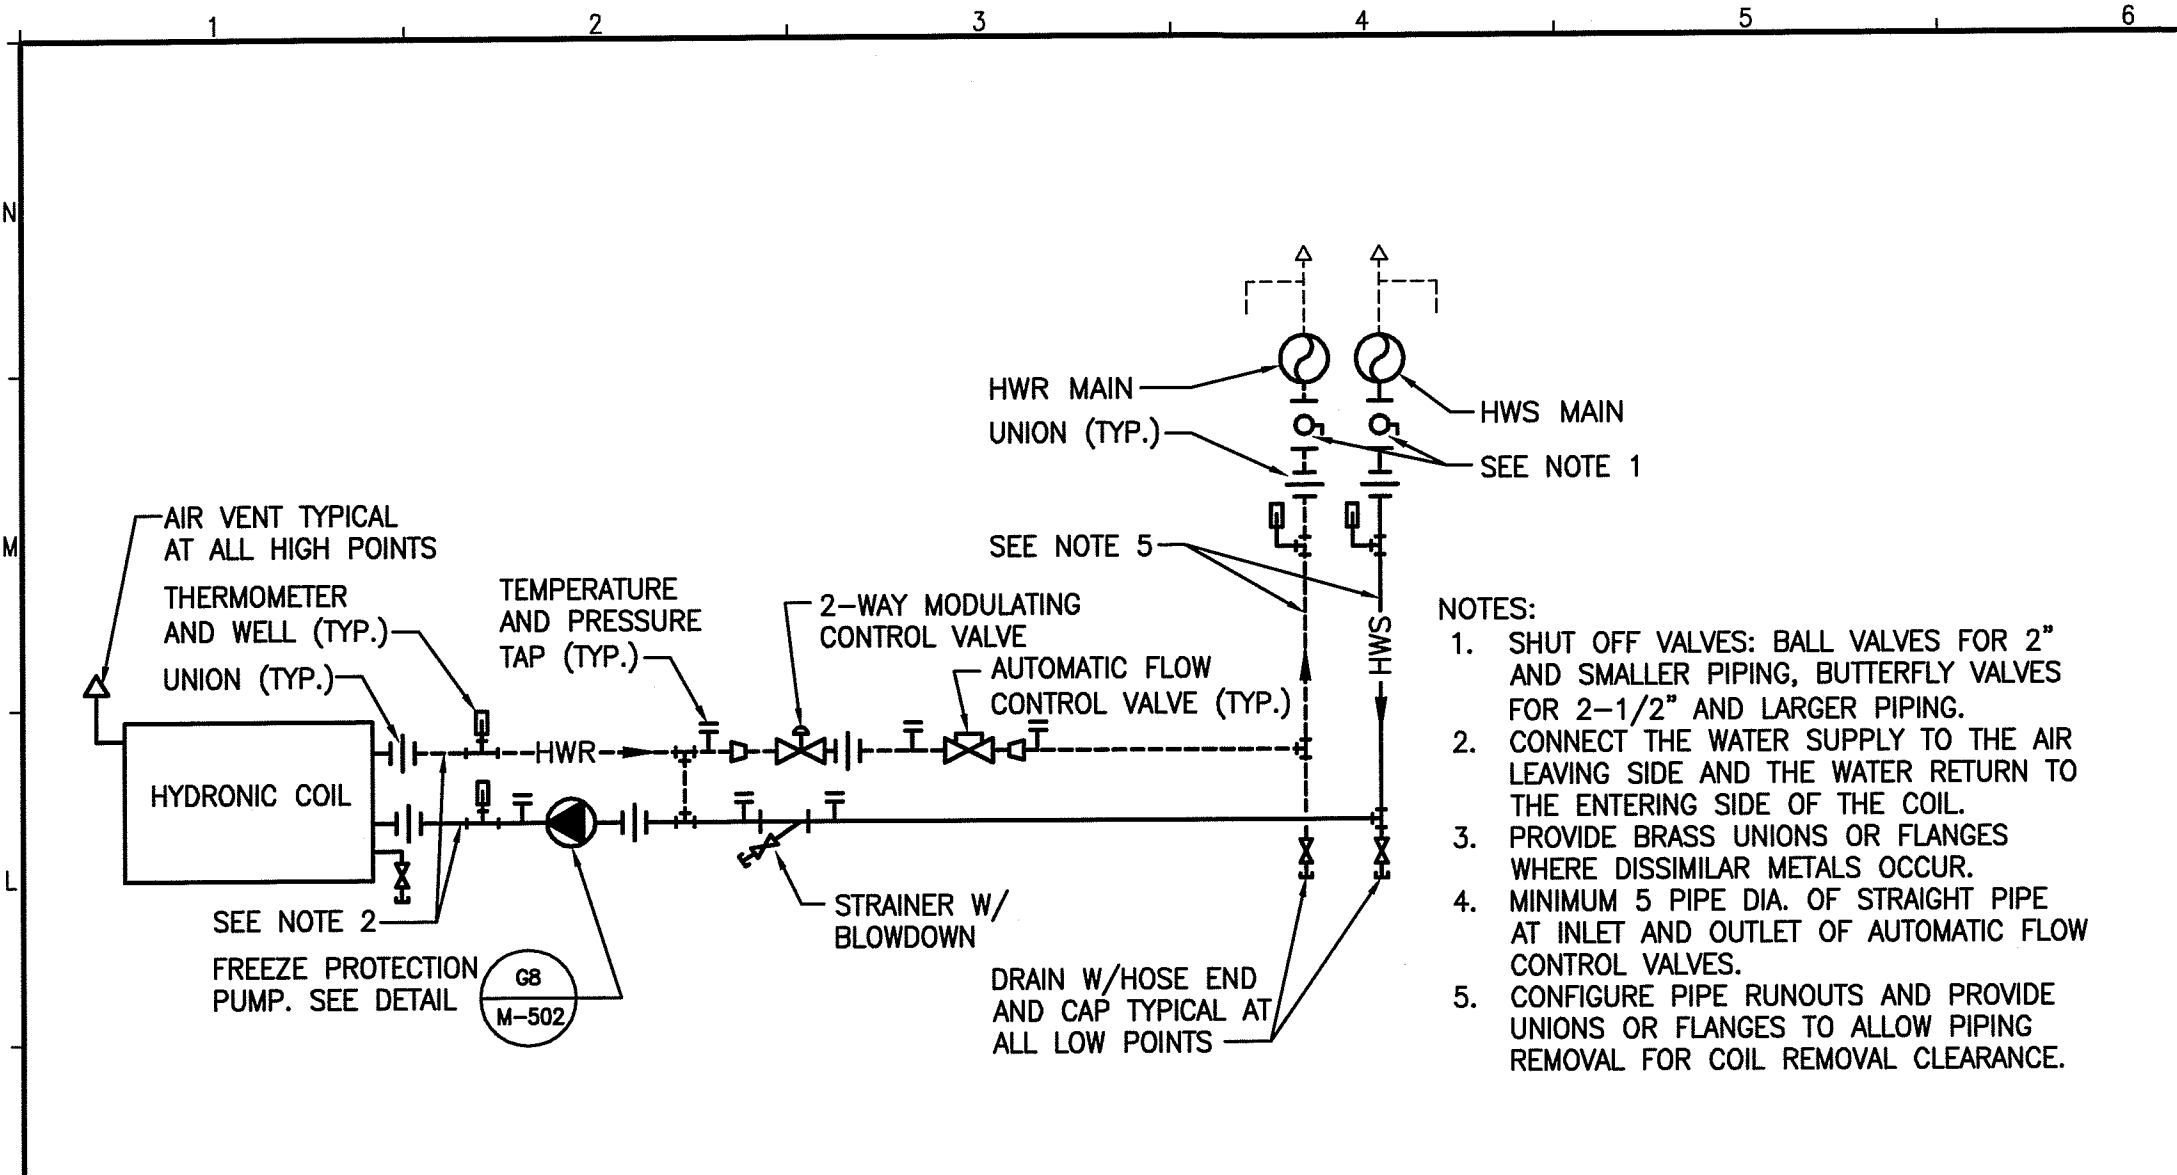 1 2 3 4 5 6
N
M
L
HWR MAIN
UNION (TYP.)
HWS MAIN
SEE NOTE 1
AIR VENT TYPICAL
AT ALL HIGH POINTS
THERMOMETER
AND WELL (TYP.)
UNION (TYP.)
TEMPERATURE
AND PRESSURE
TAP (TYP.)
2-WAY MODULATING
CONTROL VALVE
AUTOMATIC FLOW
CONTROL VALVE (TYP.)
SEE NOTE 5
HWS
HWR
HYDRONIC COIL
SEE NOTE 2
FREEZE PROTECTION
PUMP. SEE DETAIL
G8
M-502
STRAINER W/
BLOWDOWN
DRAIN W/HOSE END
AND CAP TYPICAL AT
ALL LOW POINTS
NOTES:
1. SHUT OFF VALVES: BALL VALVES FOR 2"
AND SMALLER PIPING, BUTTERFLY VALVES
FOR 2-1/2" AND LARGER PIPING.
2. CONNECT THE WATER SUPPLY TO THE AIR
LEAVING SIDE AND THE WATER RETURN TO
THE ENTERING SIDE OF THE COIL.
3. PROVIDE BRASS UNIONS OR FLANGES
WHERE DISSIMILAR METALS OCCUR.
4. MINIMUM 5 PIPE DIA. OF STRAIGHT PIPE
AT INLET AND OUTLET OF AUTOMATIC FLOW
CONTROL VALVES.
5. CONFIGURE PIPE RUNOUTS AND PROVIDE
UNIONS OR FLANGES TO ALLOW PIPING
REMOVAL FOR COIL REMOVAL CLEARANCE.